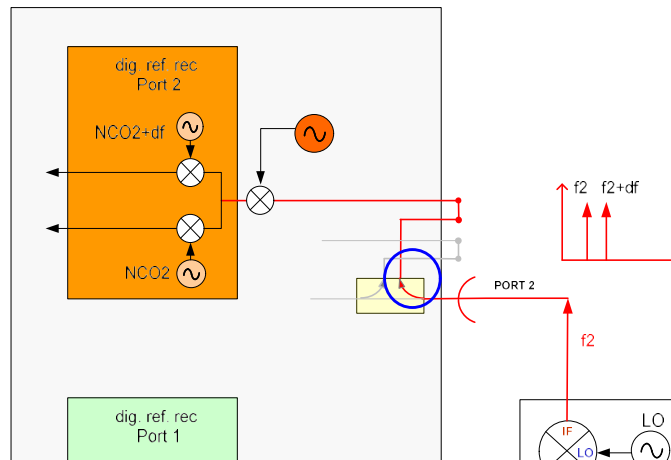 dig. ref. rec
Port 2
NCO2+df
NCO2
f2 f2+df
PORT 2
f2
dig. ref. rec
Port 1
LO
IF
LO